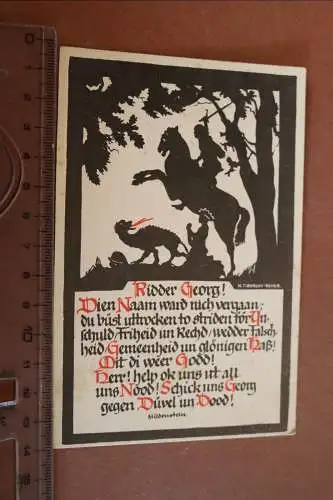 Ridder Georg!
Dien Naam ward nich vergaan;
du büst uttrocken to striden för Un-
schuld, Friheid un Rechd, wedder Falsch-
heid, Gemeenheid un glönigen Haß!
Mit di weer Godd!
Herr! help ok uns ut all
uns Nood! Schick uns Georg
gegen Düvel un Dood!